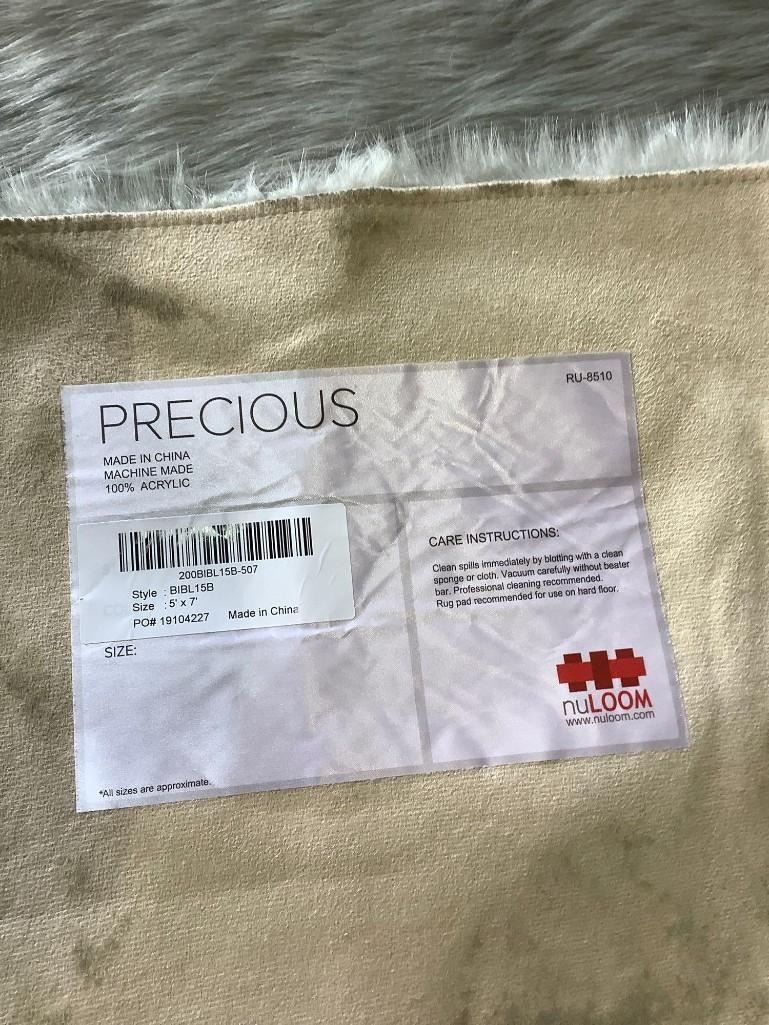 PRECIOUS
RU-8510
MADE IN CHINA
MACHINE MADE
100% ACRYLIC
200BIBL15B-507
Style : BIBL15B
Size : 5' x 7'
PO# 19104227 Made in China
SIZE:
*All sizes are approximate.
CARE INSTRUCTIONS:
Clean spills immediately by blotting with a clean
sponge or cloth. Vacuum carefully without beater
bar. Professional cleaning recommended.
Rug pad recommended for use on hard floor.
nuLOOM
www.nuloom.com